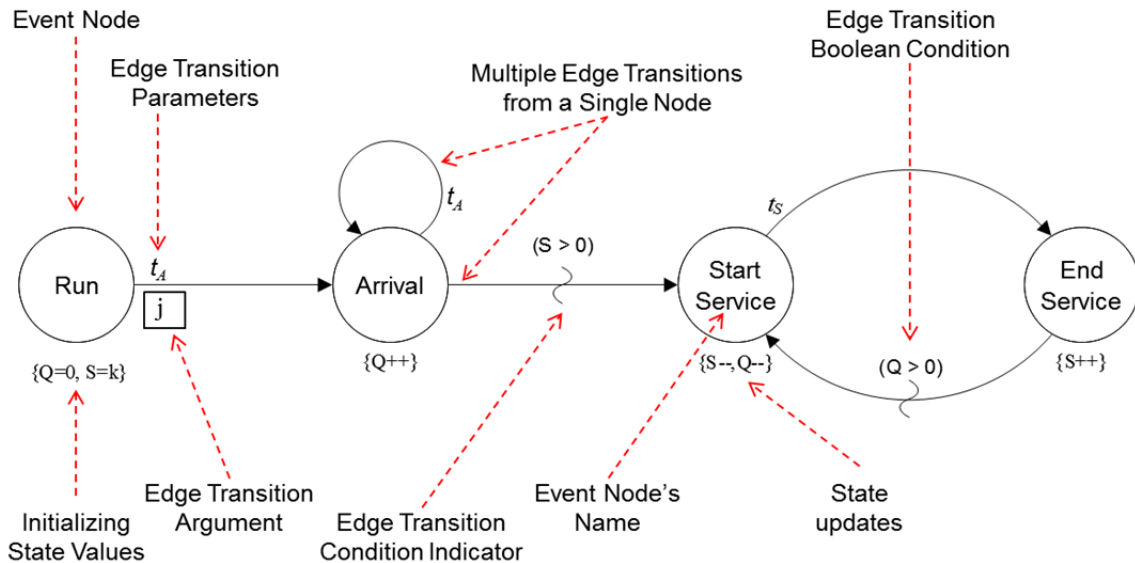 Event Node
Edge Transition
Parameters
Multiple Edge Transitions
from a Single Node
Edge Transition
Boolean Condition
Run
t_A
j
{Q=0, S=k}
t_A
Arrival
{Q++}
(S > 0)
t_S
Start
Service
{S--,Q--}
(Q > 0)
End
Service
{S++}
Initializing
State Values
Edge Transition
Argument
Edge Transition
Condition Indicator
Event Node's
Name
State
updates